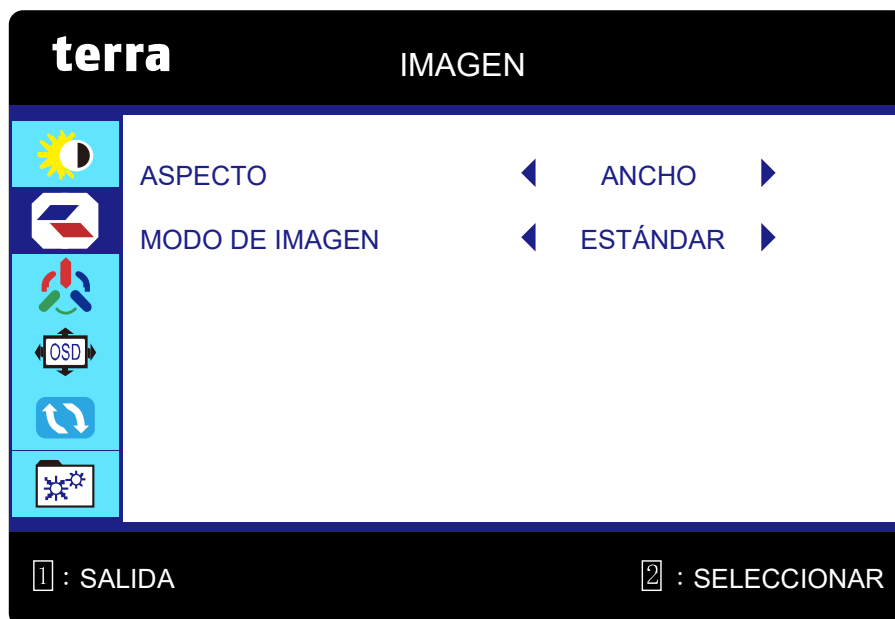 terra
IMAGEN
ASPECTO ANCHO
MODO DE IMAGEN ESTÁNDAR
OSD
1 : SALIDA
2 : SELECCIONAR